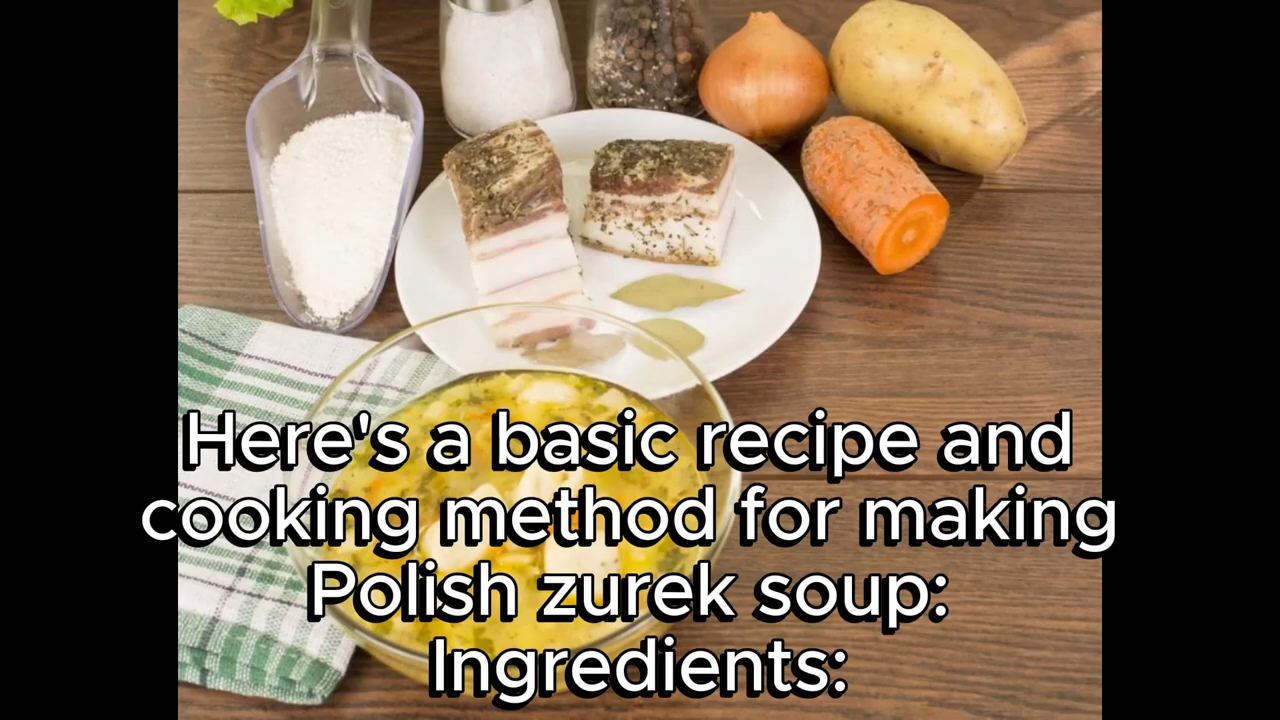 Here's a basic recipe and
cooking method for making
Polish zurek soup:
Ingredients: